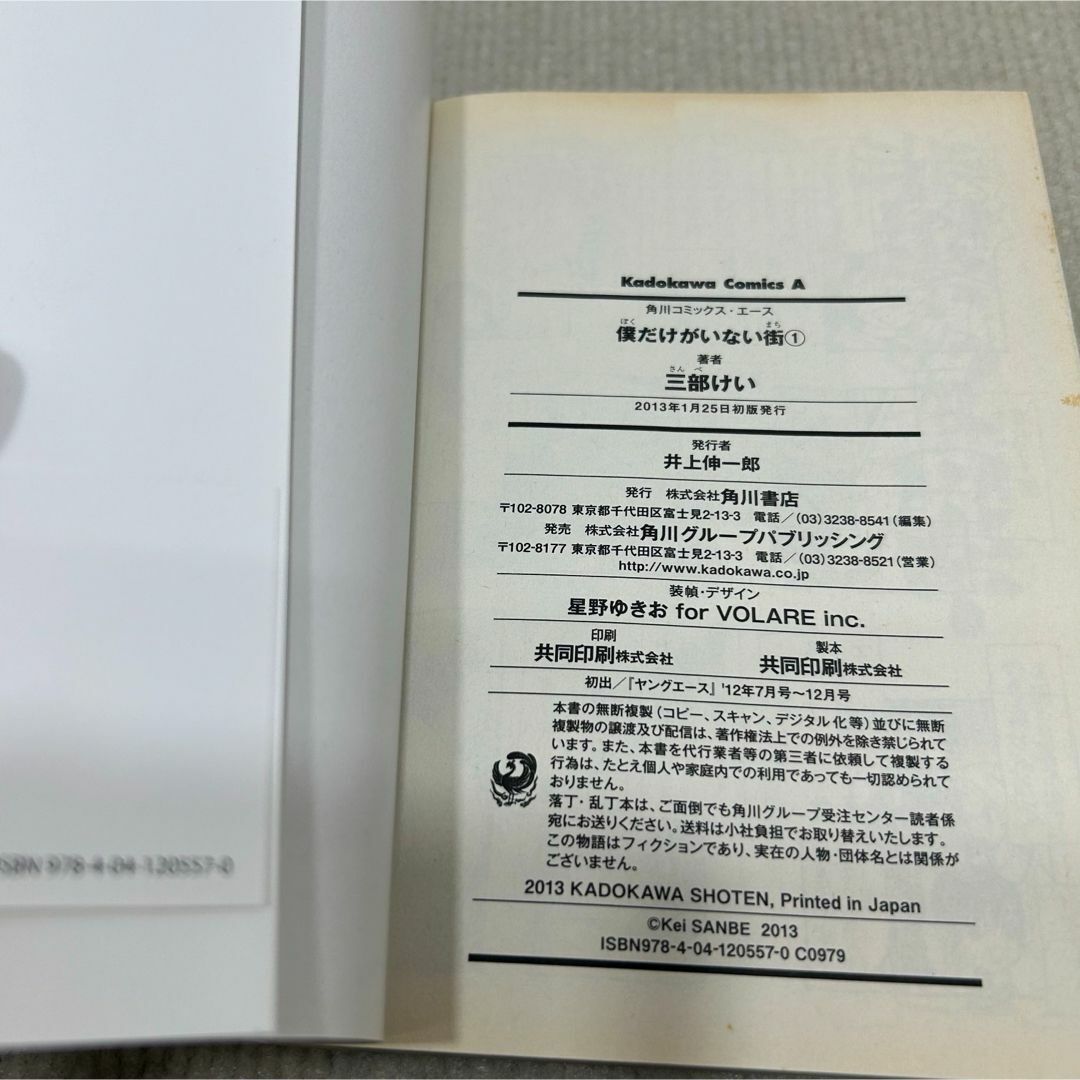 ISBN 978-4-04-120557-0
Kadokawa Comics A
角川コミックス・エース
ぼく まち
僕だけがいない街①
著者
さん べ
三部けい
2013年1月25日初版発行
発行者
井上伸一郎
発行 株式会社角川書店
〒102-8078 東京都千代田区富士見2-13-3 電話/(03)3238-8541(編集)
発売 株式会社角川グループパブリッシング
〒102-8177 東京都千代田区富士見2-13-3 電話/(03)3238-8521(営業)
http://www.kadokawa.co.jp
装幀・デザイン
星野ゆきお for VOLARE inc.
印刷 製本
共同印刷株式会社 共同印刷株式会社
初出/『ヤングエース』'12年7月号〜12月号
本書の無断複製(コピー、スキャン、デジタル化等)並びに無断
複製物の譲渡及び配信は、著作権法上での例外を除き禁じられて
います。また、本書を代行業者等の第三者に依頼して複製する
行為は、たとえ個人や家庭内での利用であっても一切認められて
おりません。
落丁・乱丁本は、ご面倒でも角川グループ受注センター読者係
宛にお送りください。送料は小社負担でお取り替えいたします。
この物語はフィクションであり、実在の人物・団体名とは関係が
ございません。
2013 KADOKAWA SHOTEN, Printed in Japan
©Kei SANBE 2013
ISBN978-4-04-120557-0 C0979